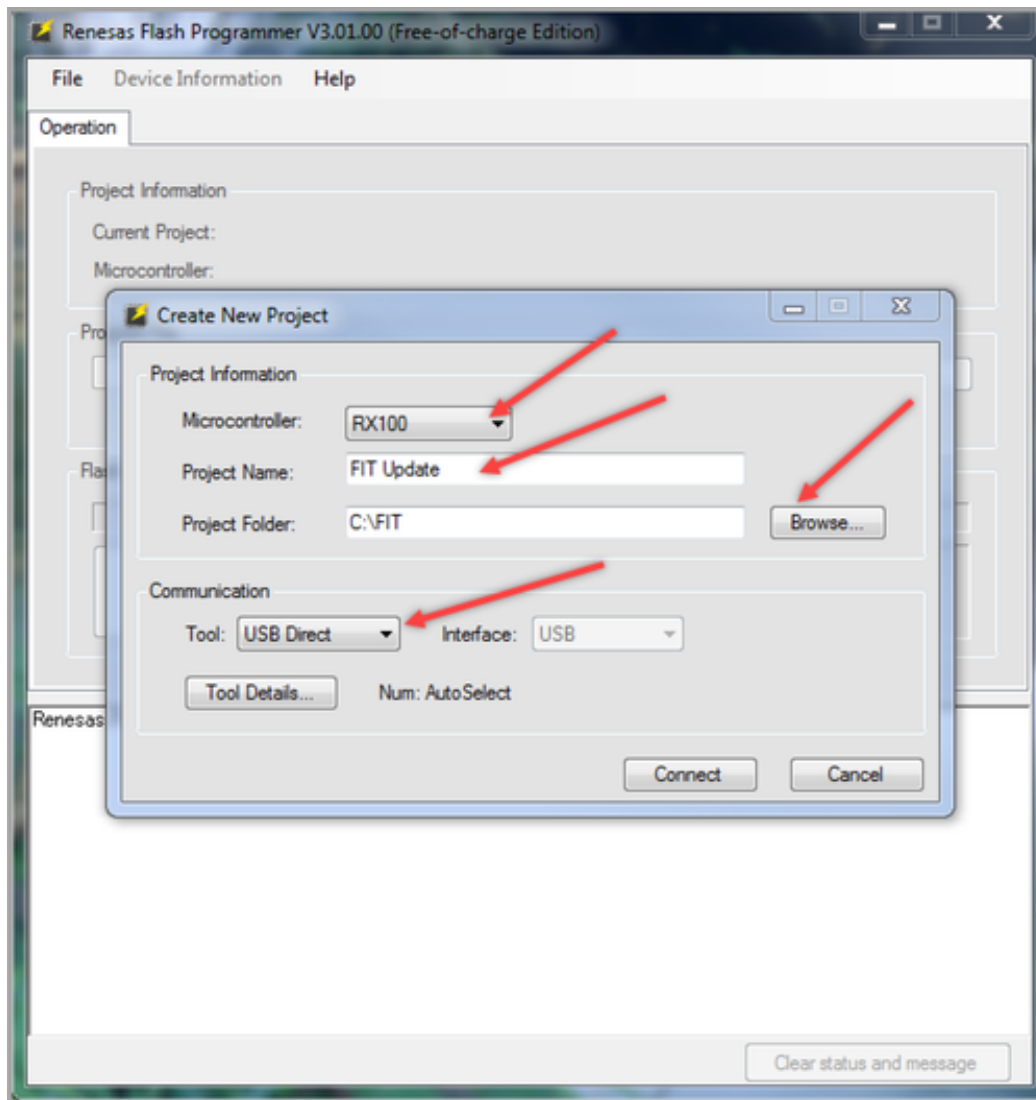 Renesas Flash Programmer V3.01.00 (Free-of-charge Edition)
File Device Information Help
Operation
Project Information
Current Project:
Microcontroller:
Create New Project
Project Information
Microcontroller: RX100
Project Name: FIT Update
Project Folder: C:\FIT Browse...
Communication
Tool: USB Direct Interface: USB
Tool Details... Num: AutoSelect
Renesas
Connect Cancel
Clear status and message